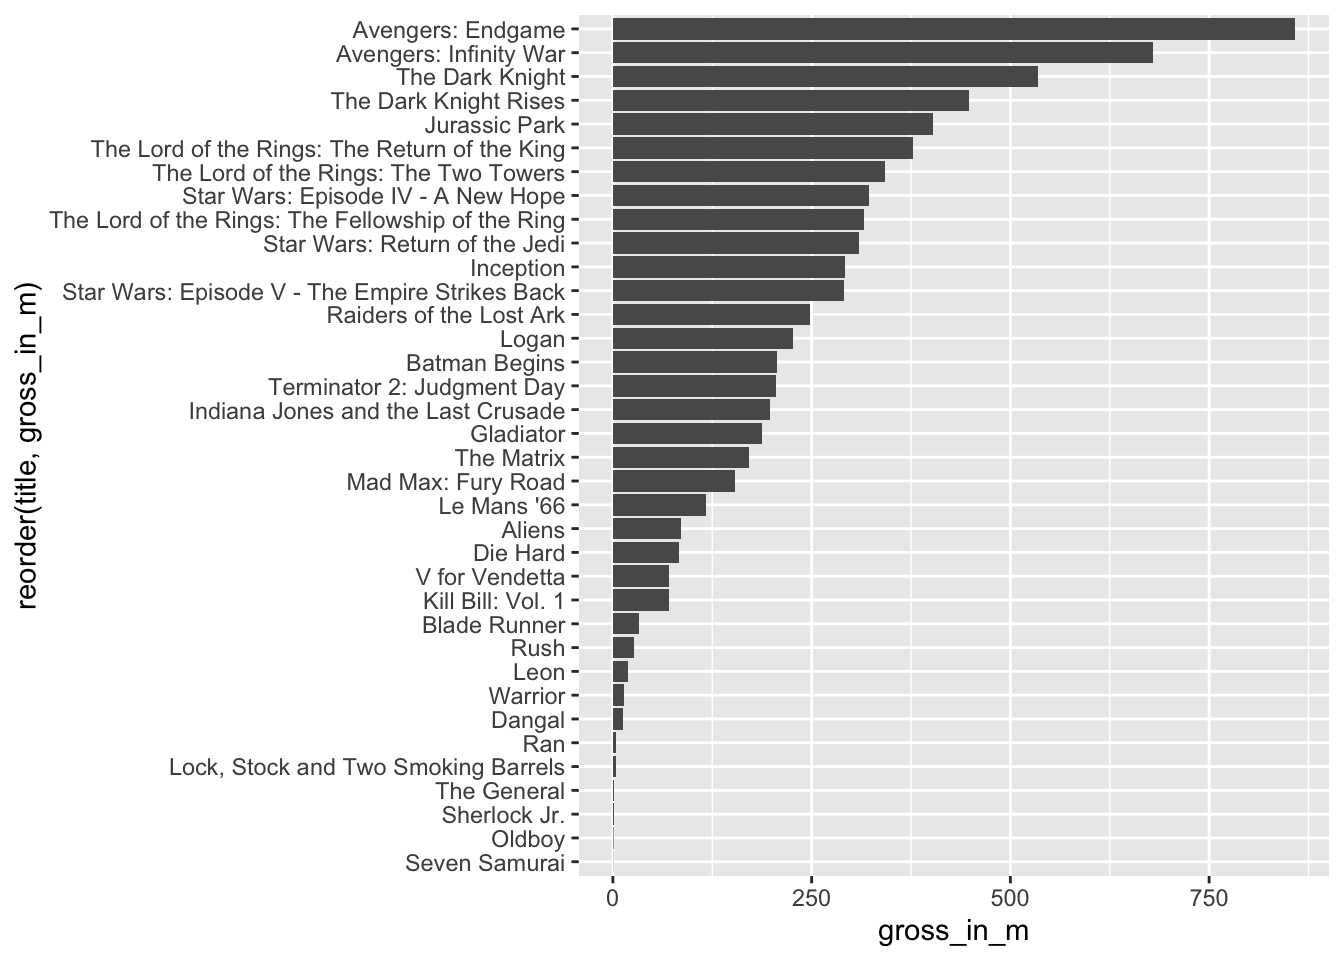 Avengers: Endgame
Avengers: Infinity War
The Dark Knight
The Dark Knight Rises
Jurassic Park
The Lord of the Rings: The Return of the King
The Lord of the Rings: The Two Towers
Star Wars: Episode IV - A New Hope
The Lord of the Rings: The Fellowship of the Ring
Star Wars: Return of the Jedi
Inception
Star Wars: Episode V - The Empire Strikes Back
Raiders of the Lost Ark
Logan
Batman Begins
Terminator 2: Judgment Day
Indiana Jones and the Last Crusade
Gladiator
The Matrix
Mad Max: Fury Road
Le Mans '66
Aliens
Die Hard
V for Vendetta
Kill Bill: Vol. 1
Blade Runner
Rush
Leon
Warrior
Dangal
Ran
Lock, Stock and Two Smoking Barrels
The General
Sherlock Jr.
Oldboy
Seven Samurai
reorder(title, gross_in_m)
0 250 500 750
gross_in_m